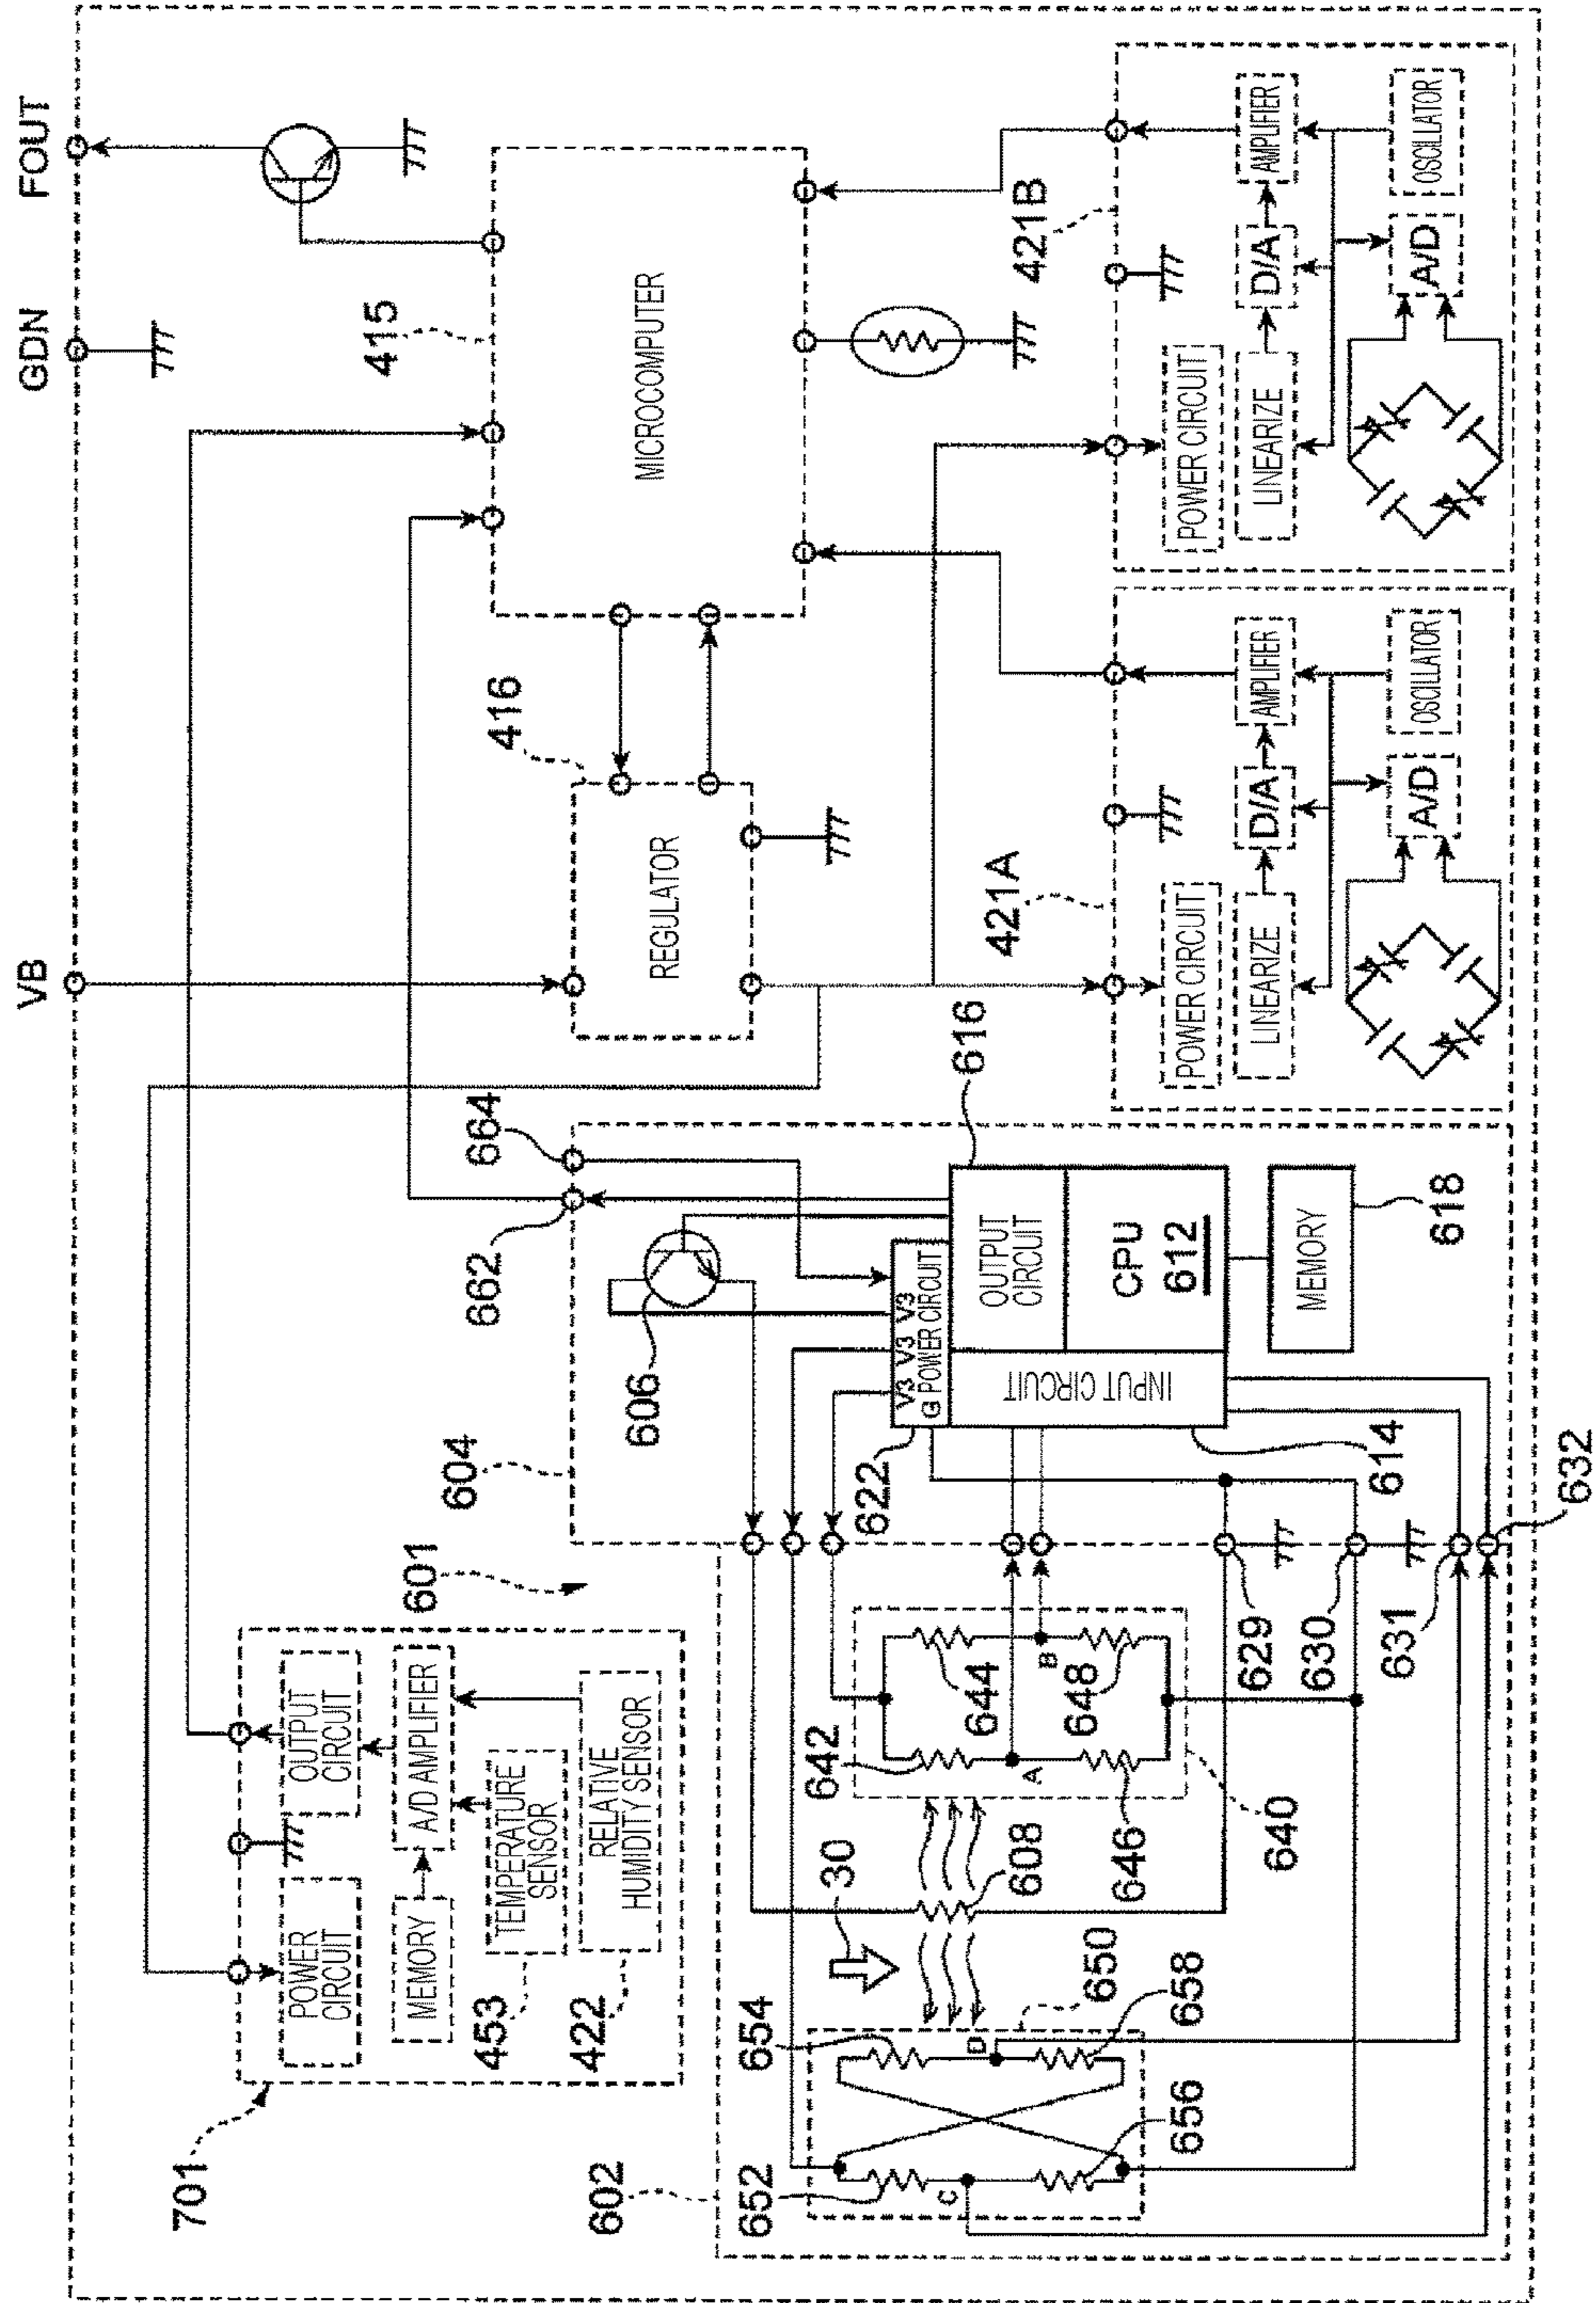 VB
GDN
FOUT
701
POWER
CIRCUIT
OUTPUT
CIRCUIT
MEMORY
A/D AMPLIFIER
453
TEMPERATURE
SENSOR
422
RELATIVE
HUMIDITY SENSOR
601
416
REGULATOR
415
MICROCOMPUTER
602
604
662
664
606
652
654
C
D
656
658
650
30
608
642
644
A
B
646
648
640
622
V3
V3
V3
G
POWER CIRCUIT
OUTPUT
CIRCUIT
616
CPU
612
INPUT CIRCUIT
614
MEMORY
618
629
630
631
632
421A
POWER CIRCUIT
LINEARIZE
D/A
AMPLIFIER
A/D
OSCILLATOR
421B
POWER CIRCUIT
LINEARIZE
D/A
AMPLIFIER
A/D
OSCILLATOR